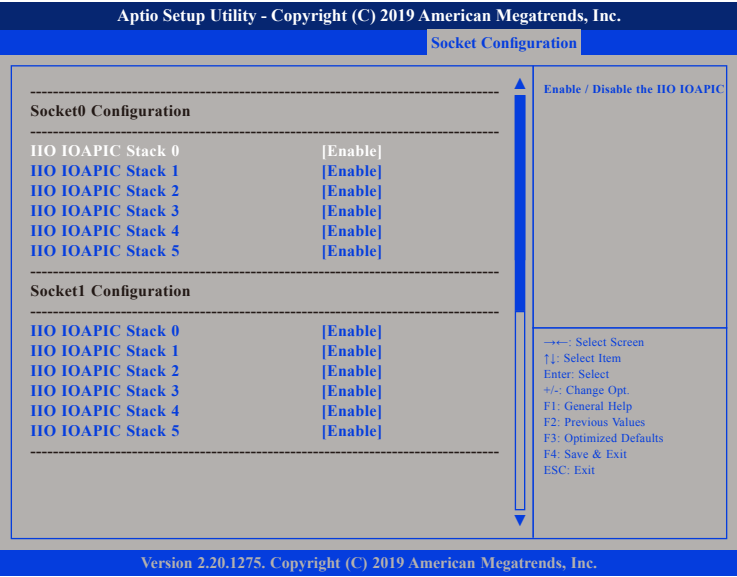 Aptio Setup Utility - Copyright (C) 2019 American Megatrends, Inc.
Socket Configuration
--------------------------------------------------------------------------------
Socket0 Configuration
--------------------------------------------------------------------------------
IIO IOAPIC Stack 0 [Enable]
IIO IOAPIC Stack 1 [Enable]
IIO IOAPIC Stack 2 [Enable]
IIO IOAPIC Stack 3 [Enable]
IIO IOAPIC Stack 4 [Enable]
IIO IOAPIC Stack 5 [Enable]
--------------------------------------------------------------------------------
Socket1 Configuration
--------------------------------------------------------------------------------
IIO IOAPIC Stack 0 [Enable]
IIO IOAPIC Stack 1 [Enable]
IIO IOAPIC Stack 2 [Enable]
IIO IOAPIC Stack 3 [Enable]
IIO IOAPIC Stack 4 [Enable]
IIO IOAPIC Stack 5 [Enable]
--------------------------------------------------------------------------------
Enable / Disable the IIO IOAPIC
→←: Select Screen
↑↓: Select Item
Enter: Select
+/-: Change Opt.
F1: General Help
F2: Previous Values
F3: Optimized Defaults
F4: Save & Exit
ESC: Exit
Version 2.20.1275. Copyright (C) 2019 American Megatrends, Inc.